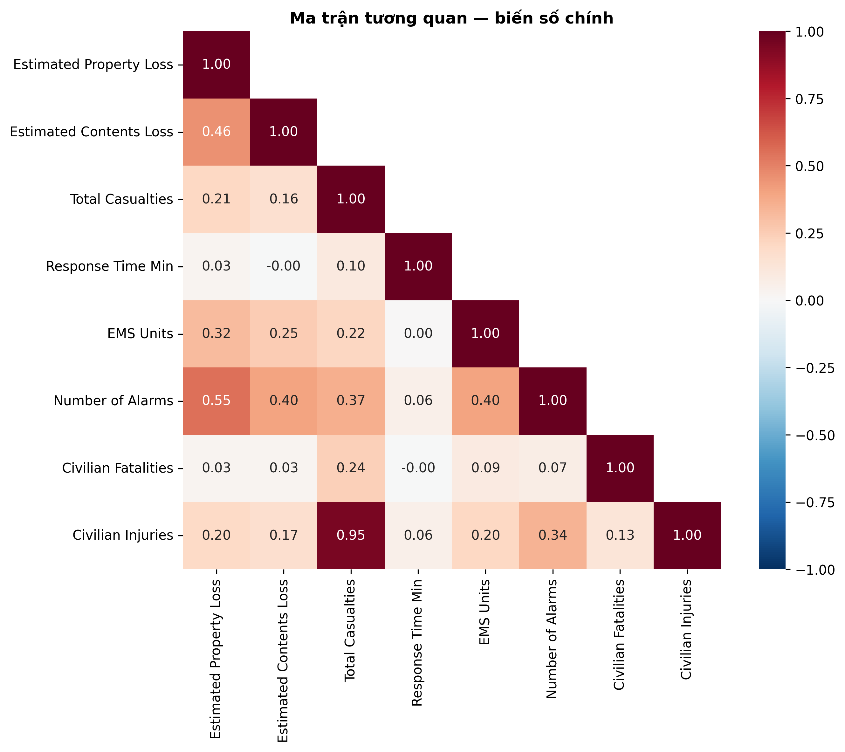 Ma trận tương quan — biến số chính
Estimated Property Loss
1.00
Estimated Contents Loss
0.46 1.00
Total Casualties
0.21 0.16 1.00
Response Time Min
0.03 -0.00 0.10 1.00
EMS Units
0.32 0.25 0.22 0.00 1.00
Number of Alarms
0.55 0.40 0.37 0.06 0.40 1.00
Civilian Fatalities
0.03 0.03 0.24 -0.00 0.09 0.07 1.00
Civilian Injuries
0.20 0.17 0.95 0.06 0.20 0.34 0.13 1.00
Estimated Property Loss
Estimated Contents Loss
Total Casualties
Response Time Min
EMS Units
Number of Alarms
Civilian Fatalities
Civilian Injuries
1.00
0.75
0.50
0.25
0.00
−0.25
−0.50
−0.75
−1.00